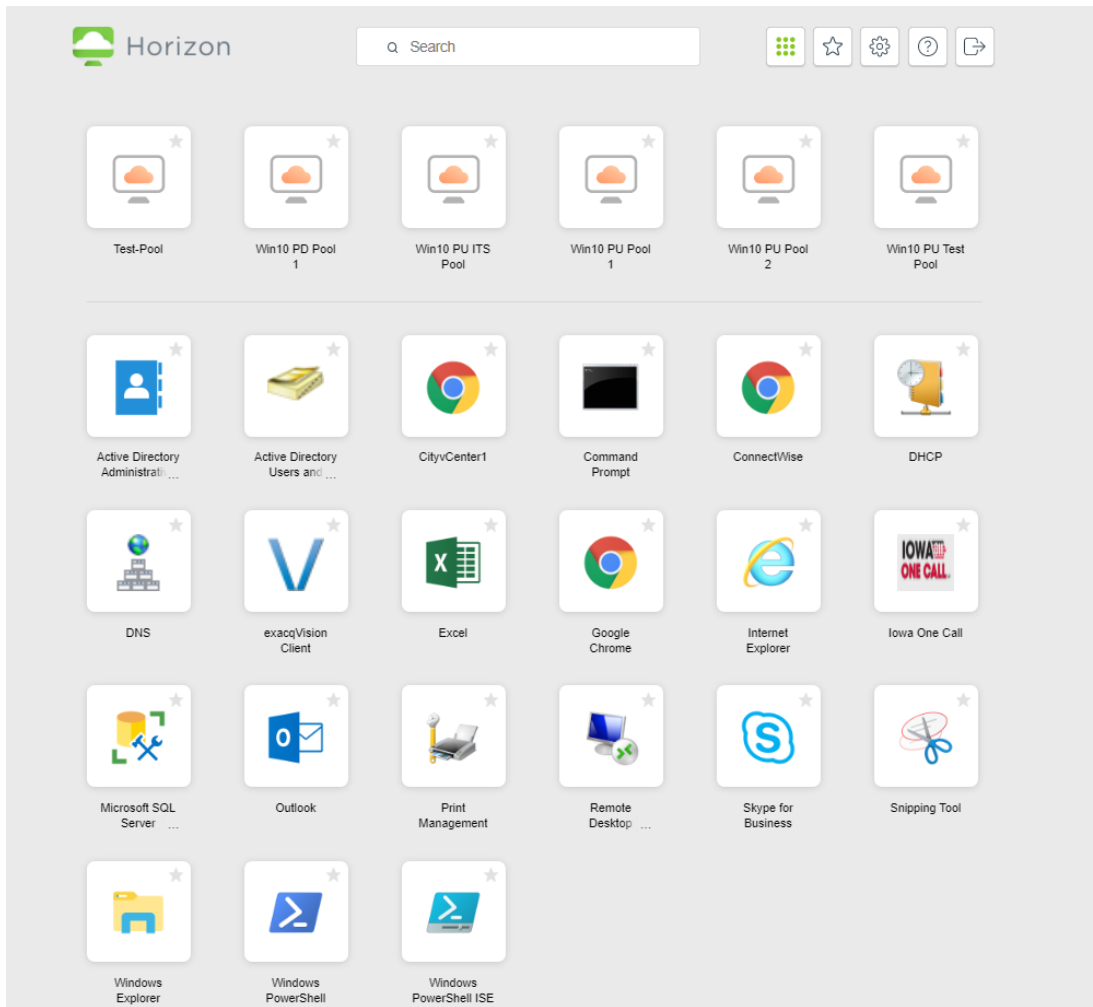 Horizon
Search
Test-Pool
Win10 PD Pool
1
Win10 PU ITS
Pool
Win10 PU Pool
1
Win10 PU Pool
2
Win10 PU Test
Pool
Active Directory
Administrativ...
Active Directory
Users and ...
CityvCenter1
Command
Prompt
ConnectWise
DHCP
DNS
exacqVision
Client
Excel
Google
Chrome
Internet
Explorer
IOWA
ONE CALL
Iowa One Call
Microsoft SQL
Server ...
Outlook
Print
Management
Remote
Desktop ...
Skype for
Business
Snipping Tool
Windows
Explorer
Windows
PowerShell
Windows
PowerShell ISE